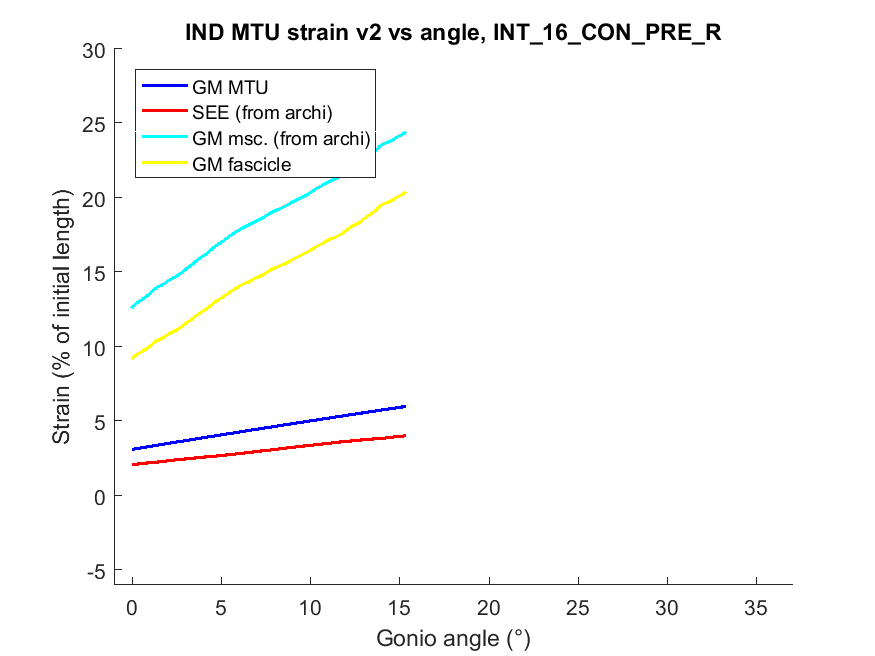 IND MTU strain v2 vs angle, INT_16_CON_PRE_R
30
25
20
15
10
5
0
-5
Strain (% of initial length)
GM MTU
SEE (from archi)
GM msc. (from archi)
GM fascicle
0 5 10 15 20 25 30 35
Gonio angle (°)